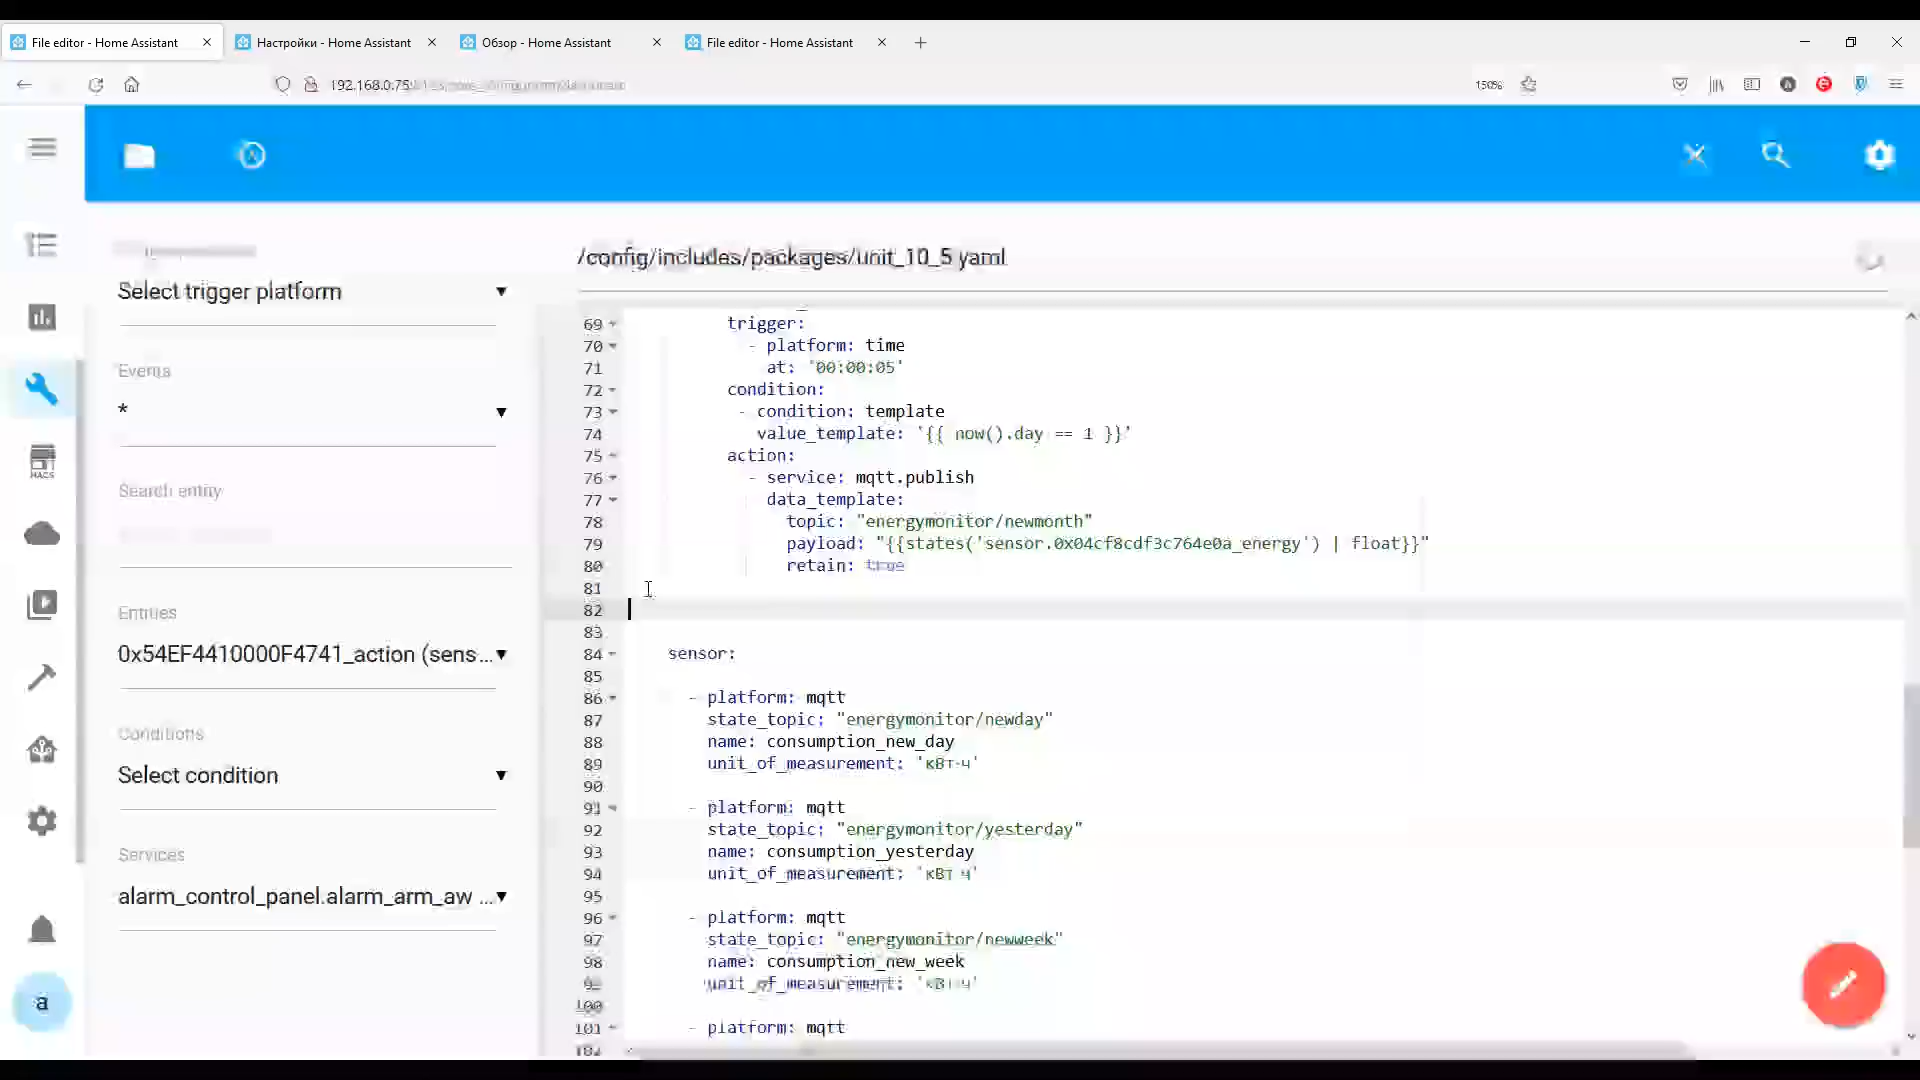 File editor - Home Assistant
Настройки - Home Assistant
Обзор - Home Assistant
File editor - Home Assistant
192.168.0.75
150%
/config/includes/packages/unit_10_5.yaml
Select trigger platform
Events
*
Search entity
Entities
0x54EF4410000F4741_action (sens ...
Conditions
Select condition
Services
alarm_control_panel.alarm_arm_aw ...
HACS
a
69 trigger:
70 - platform: time
71 at: '00:00:05'
72 condition:
73 - condition: template
74 value_template: '{{ now().day == 1 }}'
75 action:
76 - service: mqtt.publish
77 data_template:
78 topic: "energymonitor/newmonth"
79 payload: "{{states('sensor.0x04cf8cdf3c764e0a_energy') | float}}"
80 retain: true
81
82
83
84 sensor:
85
86 - platform: mqtt
87 state_topic: "energymonitor/newday"
88 name: consumption_new_day
89 unit_of_measurement: 'кВт·ч'
90
91 - platform: mqtt
92 state_topic: "energymonitor/yesterday"
93 name: consumption_yesterday
94 unit_of_measurement: 'кВт·ч'
95
96 - platform: mqtt
97 state_topic: "energymonitor/newweek"
98 name: consumption_new_week
99 unit_of_measurement: 'кВт·ч'
100
101 - platform: mqtt
102